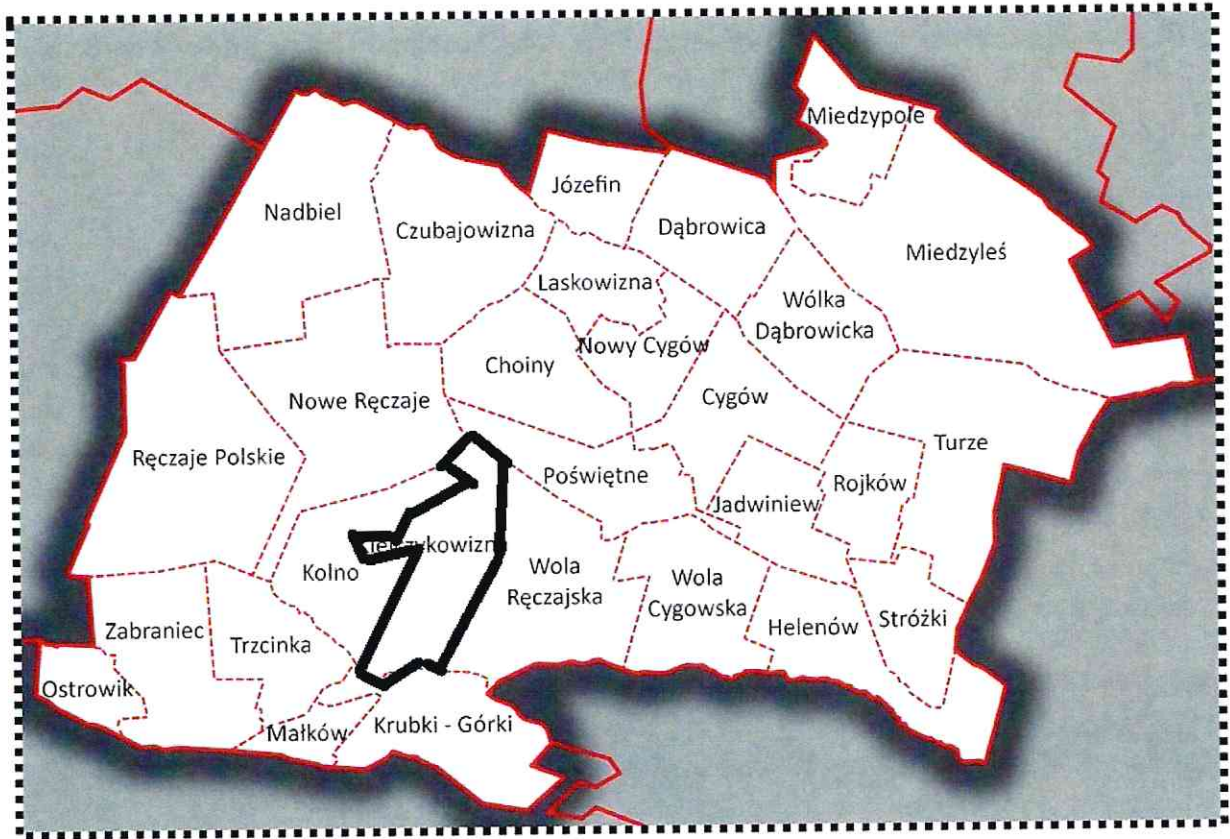 Miedzypole
Józefin
Nadbiel
Czubajowizna
Dąbrowica
Miedzyleś
Laskowizna
Wólka
Dąbrowicka
Nowy Cygów
Choiny
Nowe Ręczaje
Cygów
Turze
Ręczaje Polskie
Poświętne
Rojków
Jadwiniew
Kolno
Wola
Ręczajska
Wola
Cygowska
Helenów
Stróżki
Zabraniec
Trzcinka
Ostrowik
Małków
Krubki - Górki